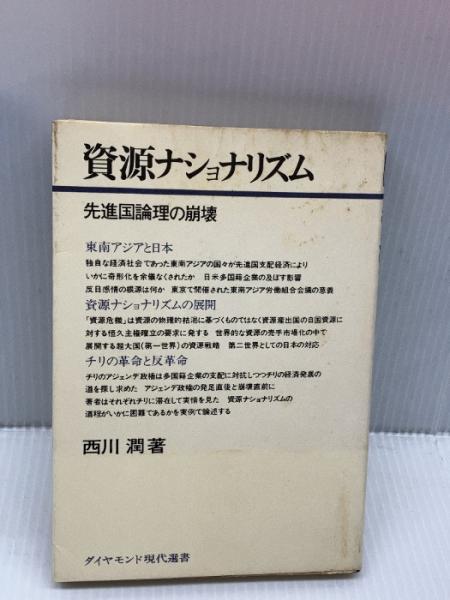 資源ナショナリズム
先進国論理の崩壊
東南アジアと日本
独自な経済社会であった東南アジアの国々が先進国支配経済により
いかに奇形化を余儀なくされたか 日米多国籍企業の及ぼす影響
反日感情の根源は何か 東京で開催された東南アジア労働組合会議の意義
資源ナショナリズムの展開
「資源危機」は資源の物理的枯渇に基づくものではなく資源産出国の自国資源に
対する恒久主権確立の要求に発する 世界的な資源の売手市場化の中で
展開する超大国(第一世界)の資源戦略 第二世界としての日本の対応
チリの革命と反革命
チリのアジェンデ政権は多国籍企業の支配に対抗しつつチリの経済発展の
道を探し求めた アジェンデ政権の発足直後と崩壊直前に
著者はそれぞれチリに滞在して実情を見た 資源ナショナリズムの
道程がいかに困難であるかを実例で論述する
西川 潤著
ダイヤモンド現代選書